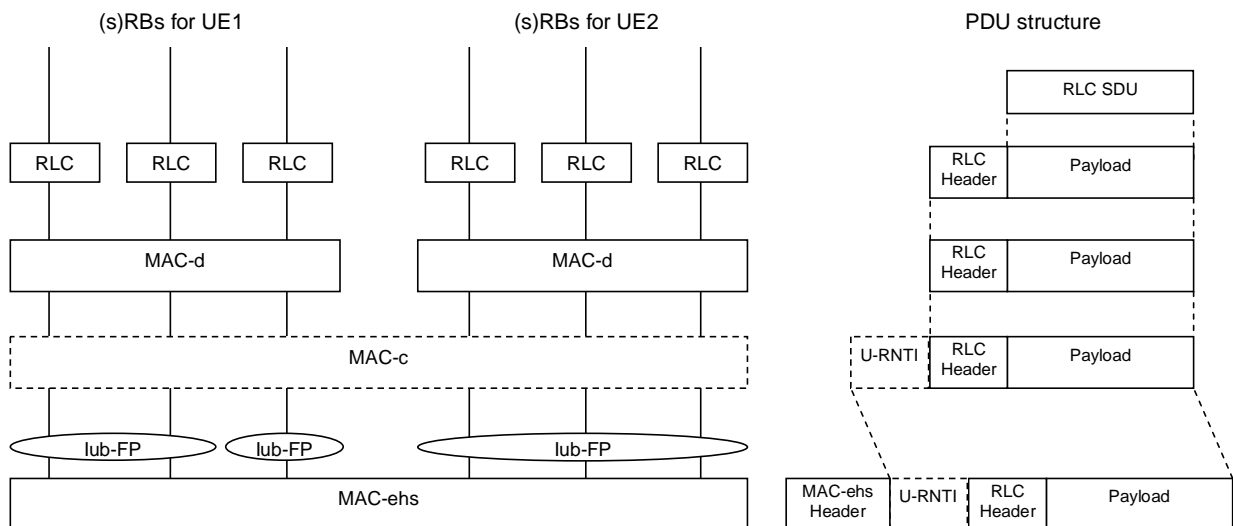 (s)RBs for UE1 (s)RBs for UE2 PDU structure
RLC SDU
RLC RLC RLC RLC RLC RLC
RLC
Header
Payload
MAC-d MAC-d
RLC
Header
Payload
MAC-c
U-RNTI
RLC
Header
Payload
Iub-FP Iub-FP Iub-FP
MAC-ehs
MAC-ehs
Header
U-RNTI
RLC
Header
Payload